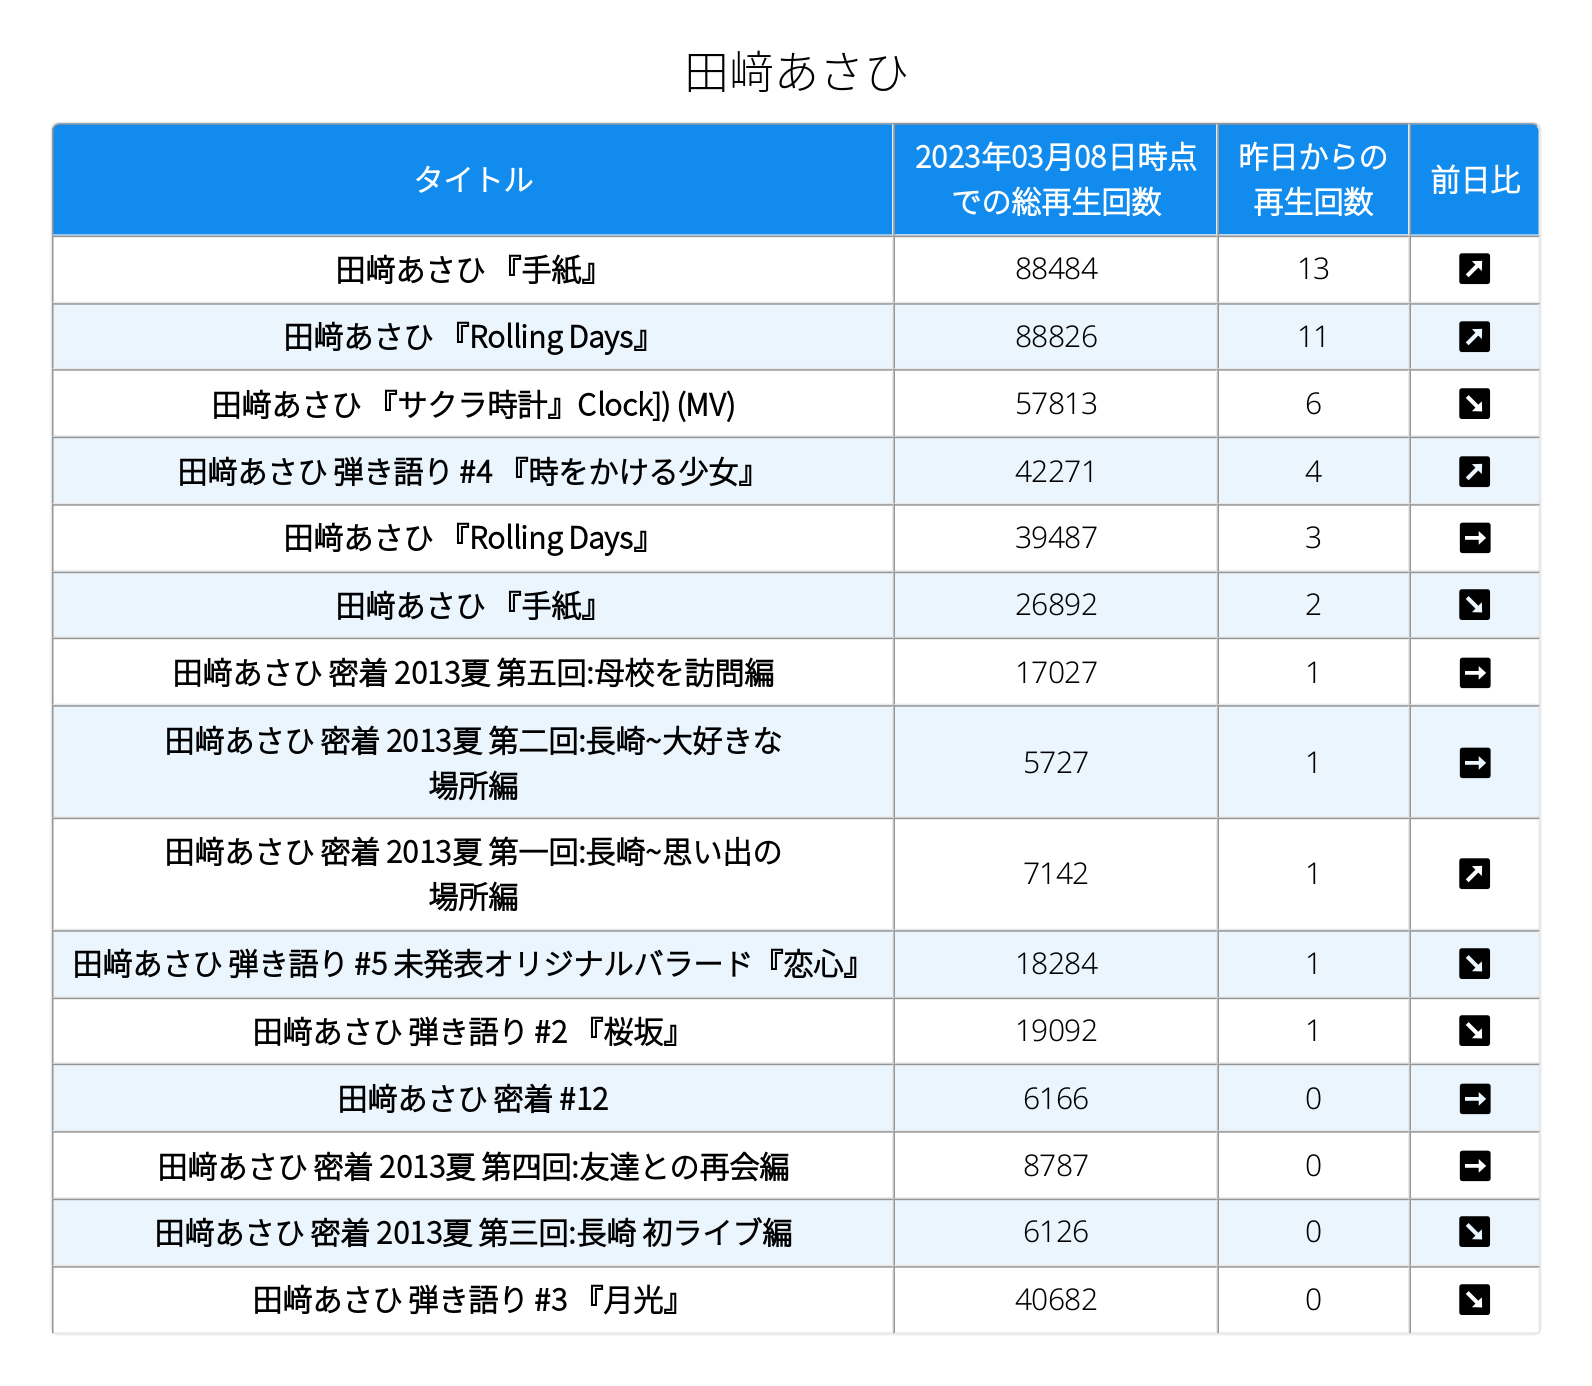 田﨑あさひ
タイトル
2023年03月08日時点
での総再生回数
昨日からの
再生回数
前日比
田﨑あさひ 『手紙』 88484 13 ↗
田﨑あさひ 『Rolling Days』 88826 11 ↗
田﨑あさひ 『サクラ時計』Clock]) (MV) 57813 6 ↘
田﨑あさひ 弾き語り #4 『時をかける少女』 42271 4 ↗
田﨑あさひ 『Rolling Days』 39487 3 →
田﨑あさひ 『手紙』 26892 2 ↘
田﨑あさひ 密着 2013夏 第五回:母校を訪問編 17027 1 →
田﨑あさひ 密着 2013夏 第二回:長崎~大好きな
場所編 5727 1 →
田﨑あさひ 密着 2013夏 第一回:長崎~思い出の
場所編 7142 1 ↗
田﨑あさひ 弾き語り #5 未発表オリジナルバラード『恋心』 18284 1 ↘
田﨑あさひ 弾き語り #2 『桜坂』 19092 1 ↘
田﨑あさひ 密着 #12 6166 0 →
田﨑あさひ 密着 2013夏 第四回:友達との再会編 8787 0 →
田﨑あさひ 密着 2013夏 第三回:長崎 初ライブ編 6126 0 ↘
田﨑あさひ 弾き語り #3 『月光』 40682 0 ↘